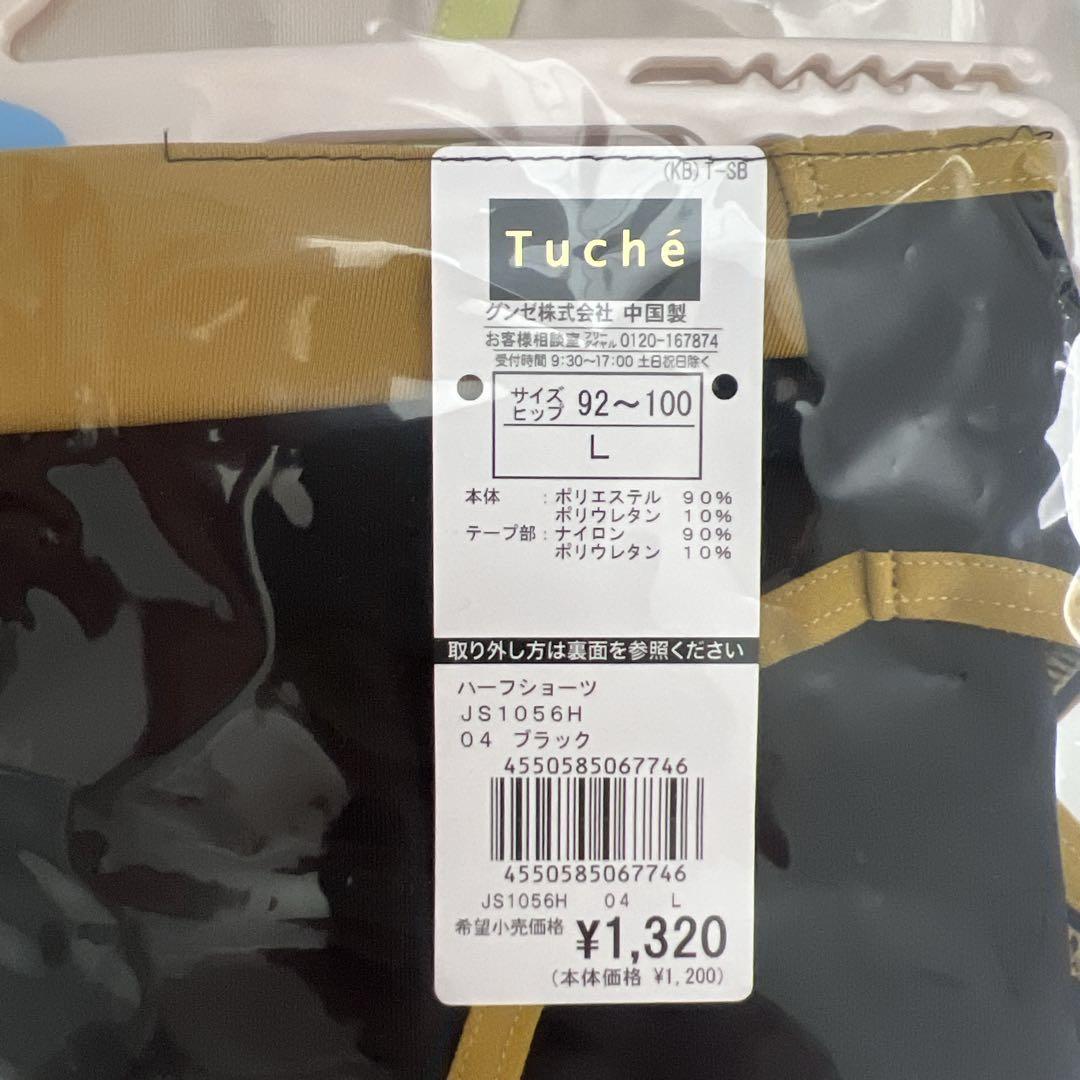 (KB)T-SB
Tuché
グンゼ株式会社 中国製
お客様相談室 フリーダイヤル 0120-167874
受付時間 9:30～17:00 土日祝日除く
サイズ
ヒップ 92～100
L
本体 : ポリエステル 90%
ポリウレタン 10%
テープ部 : ナイロン 90%
ポリウレタン 10%
取り外し方は裏面を参照ください
ハーフショーツ
JS1056H
04 ブラック
4550585067746
4550585067746
JS1056H 04 L
希望小売価格 ¥1,320
(本体価格 ¥1,200)